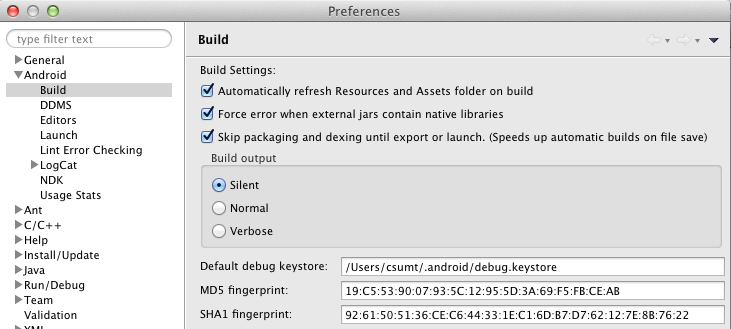 Preferences
type filter text
General
Android
Build
DDMS
Editors
Launch
Lint Error Checking
LogCat
NDK
Usage Stats
Ant
C/C++
Help
Install/Update
Java
Run/Debug
Team
Validation
Build
Build Settings:
Automatically refresh Resources and Assets folder on build
Force error when external jars contain native libraries
Skip packaging and dexing until export or launch. (Speeds up automatic builds on file save)
Build output
Silent
Normal
Verbose
Default debug keystore: /Users/csumt/.android/debug.keystore
MD5 fingerprint: 19:C5:53:90:07:93:5C:12:95:5D:3A:69:F5:FB:CE:AB
SHA1 fingerprint: 92:61:50:51:36:CE:C6:44:33:1E:C1:6D:B7:D7:62:12:7E:8B:76:22